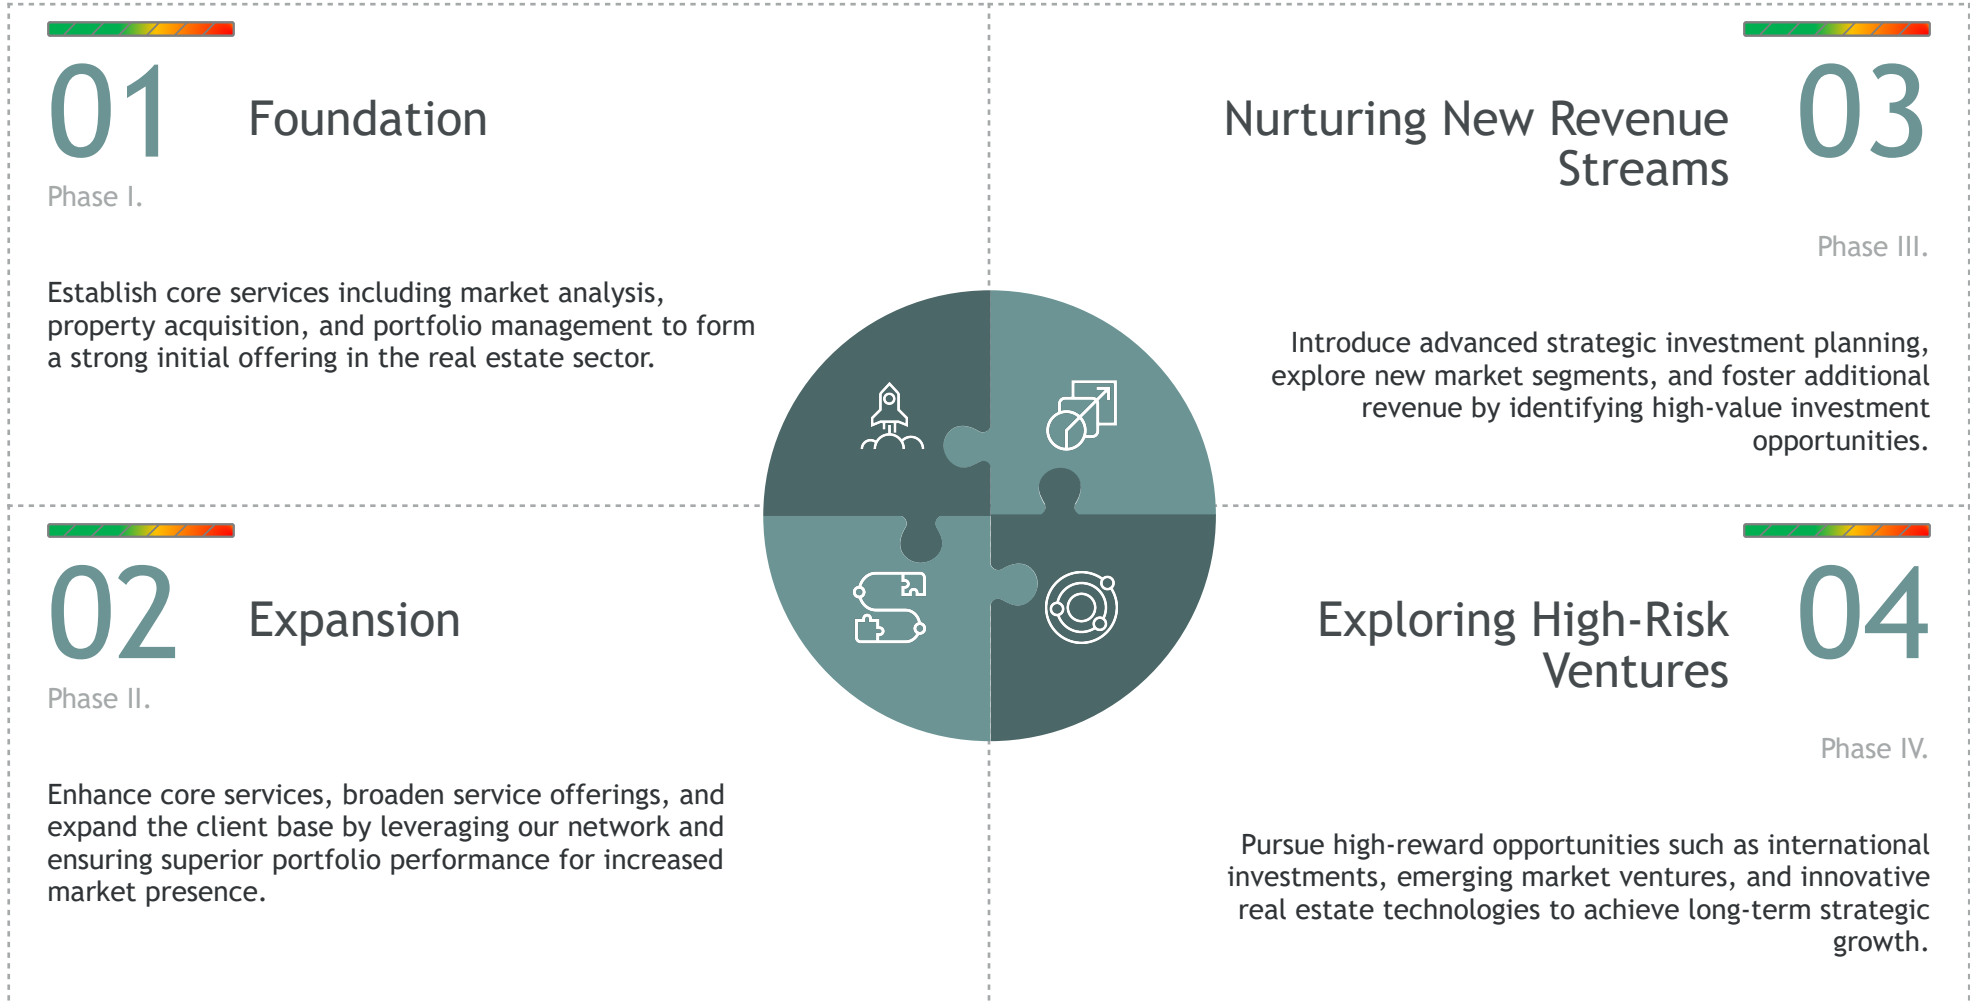 01
Foundation
Phase I.
Establish core services including market analysis,
property acquisition, and portfolio management to form
a strong initial offering in the real estate sector.
02
Expansion
Phase II.
Enhance core services, broaden service offerings, and
expand the client base by leveraging our network and
ensuring superior portfolio performance for increased
market presence.
03
Nurturing New Revenue
Streams
Phase III.
Introduce advanced strategic investment planning,
explore new market segments, and foster additional
revenue by identifying high-value investment
opportunities.
04
Exploring High-Risk
Ventures
Phase IV.
Pursue high-reward opportunities such as international
investments, emerging market ventures, and innovative
real estate technologies to achieve long-term strategic
growth.